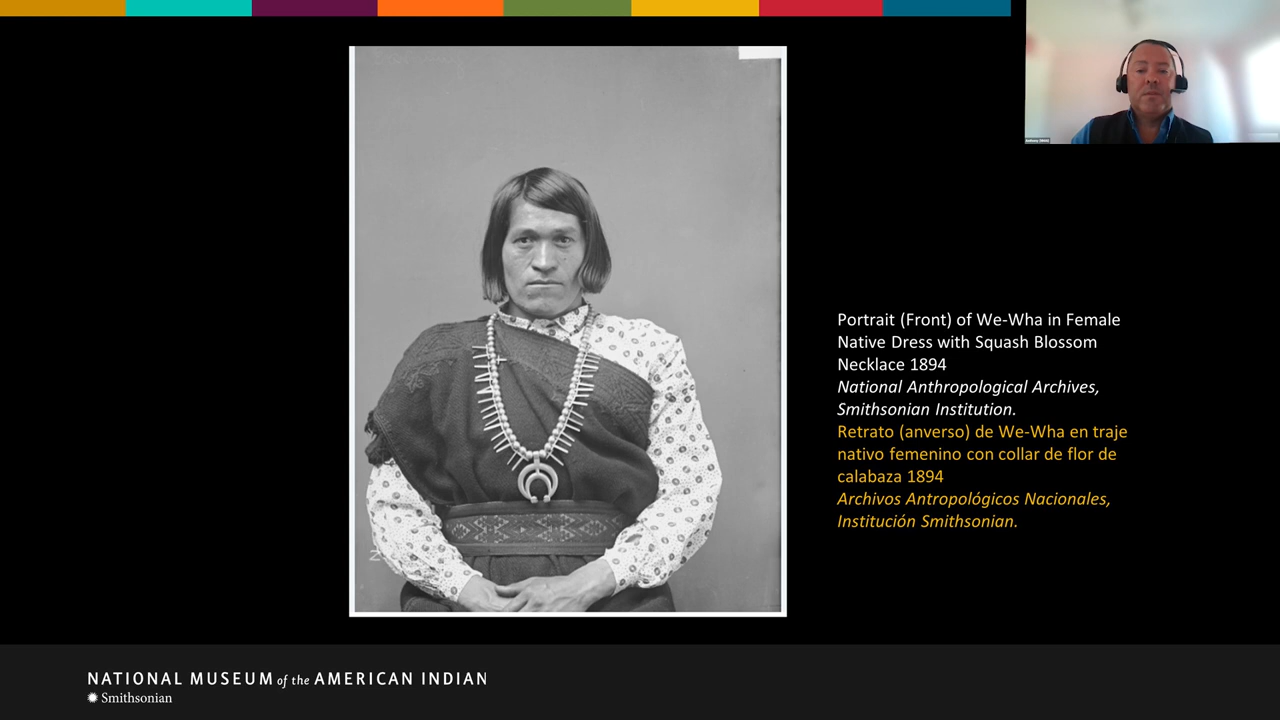 Portrait (Front) of We-Wha in Female
Native Dress with Squash Blossom
Necklace 1894
National Anthropological Archives,
Smithsonian Institution.
Retrato (anverso) de We-Wha en traje
nativo femenino con collar de flor de
calabaza 1894
Archivos Antropológicos Nacionales,
Institución Smithsonian.
NATIONAL MUSEUM of the AMERICAN INDIAN
Smithsonian